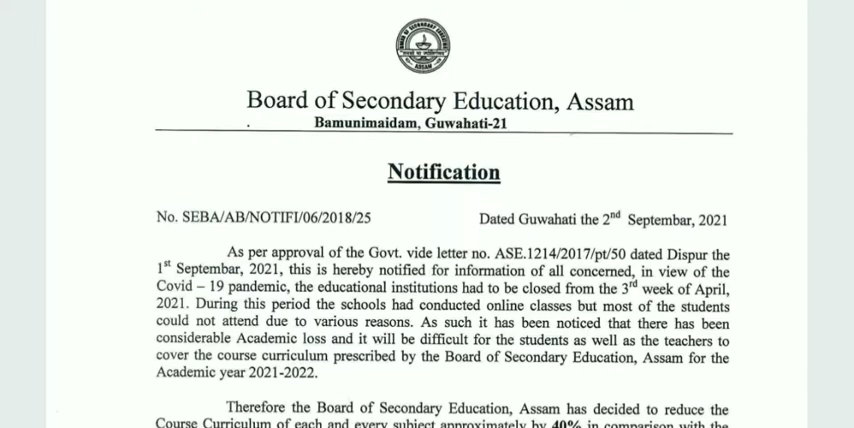 BOARD OF SECONDARY EDUCATION
ASSAM
Board of Secondary Education, Assam
Bamunimaidam, Guwahati-21
Notification
No. SEBA/AB/NOTIFI/06/2018/25 Dated Guwahati the 2nd Septembar, 2021
As per approval of the Govt. vide letter no. ASE.1214/2017/pt/50 dated Dispur the
1st Septembar, 2021, this is hereby notified for information of all concerned, in view of the
Covid – 19 pandemic, the educational institutions had to be closed from the 3rd week of April,
2021. During this period the schools had conducted online classes but most of the students
could not attend due to various reasons. As such it has been noticed that there has been
considerable Academic loss and it will be difficult for the students as well as the teachers to
cover the course curriculum prescribed by the Board of Secondary Education, Assam for the
Academic year 2021-2022.
Therefore the Board of Secondary Education, Assam has decided to reduce the
Course Curriculum of each and every subject approximately by 40% in comparison with the